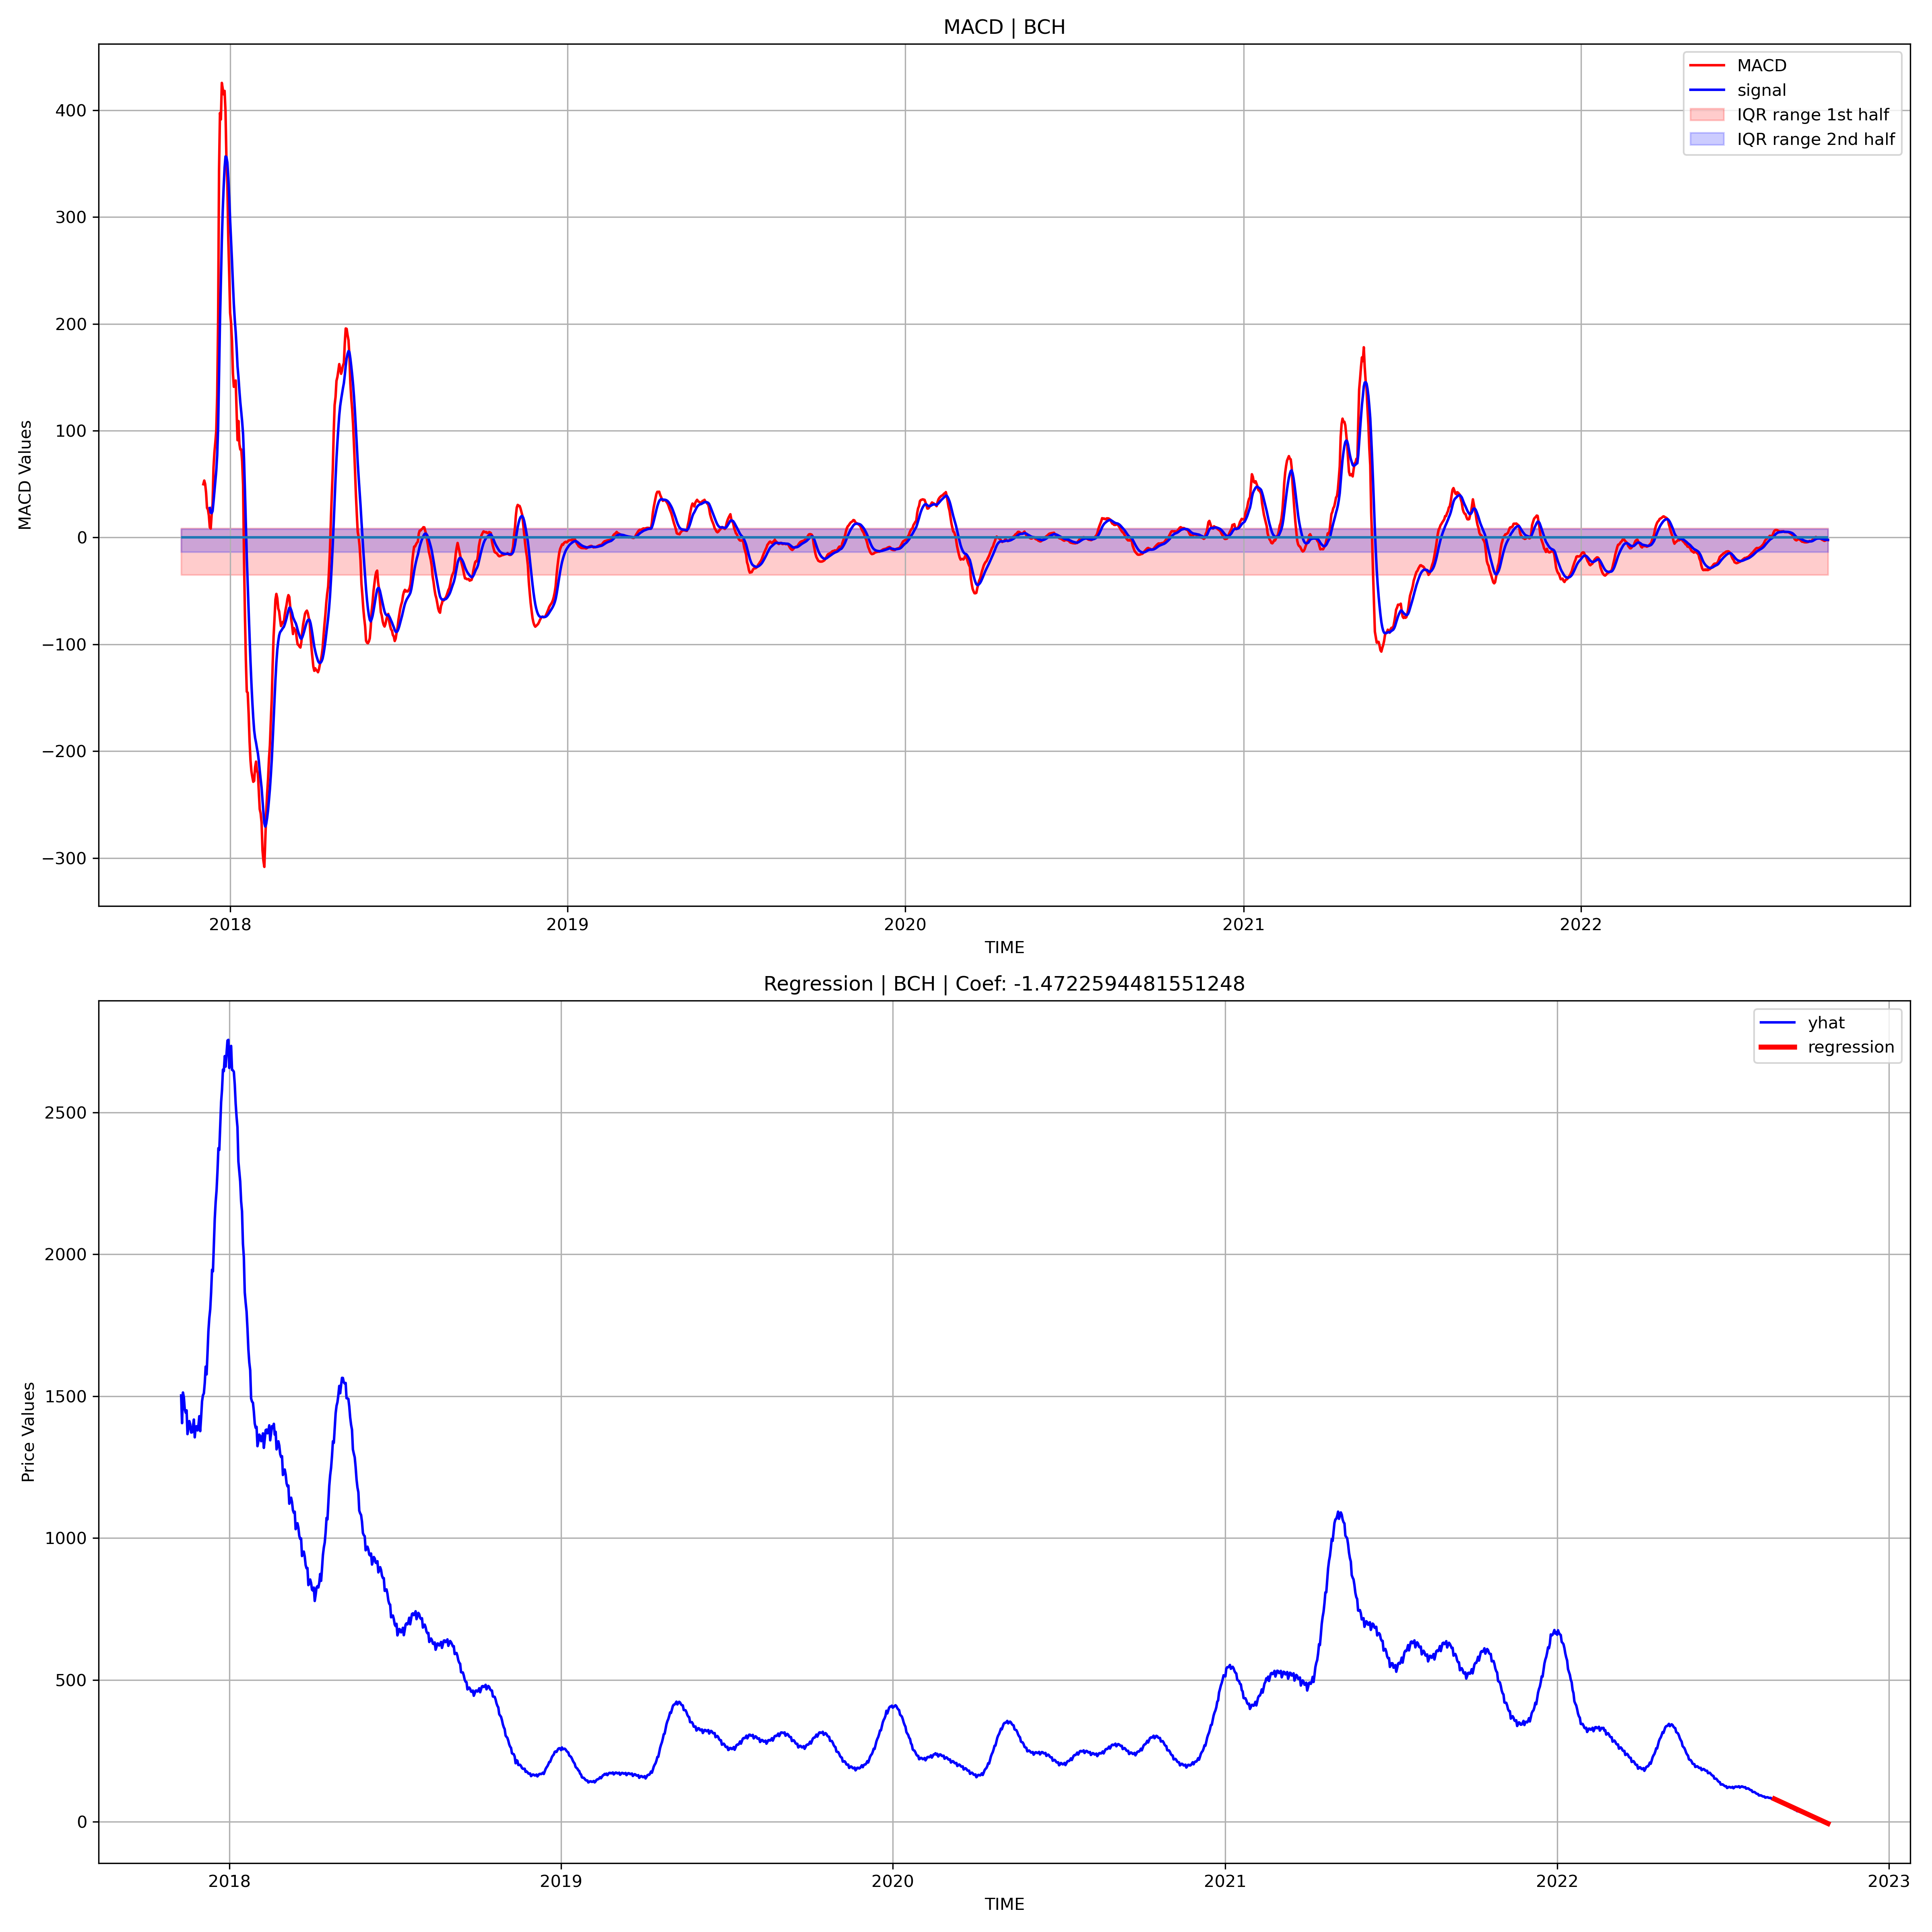 MACD | BCH
MACD
signal
IQR range 1st half
IQR range 2nd half
MACD Values
400
300
200
100
0
−100
−200
−300
2018
2019
2020
2021
2022
TIME
Regression | BCH | Coef: -1.4722594481551248
yhat
regression
Price Values
2500
2000
1500
1000
500
0
2018
2019
2020
2021
2022
2023
TIME